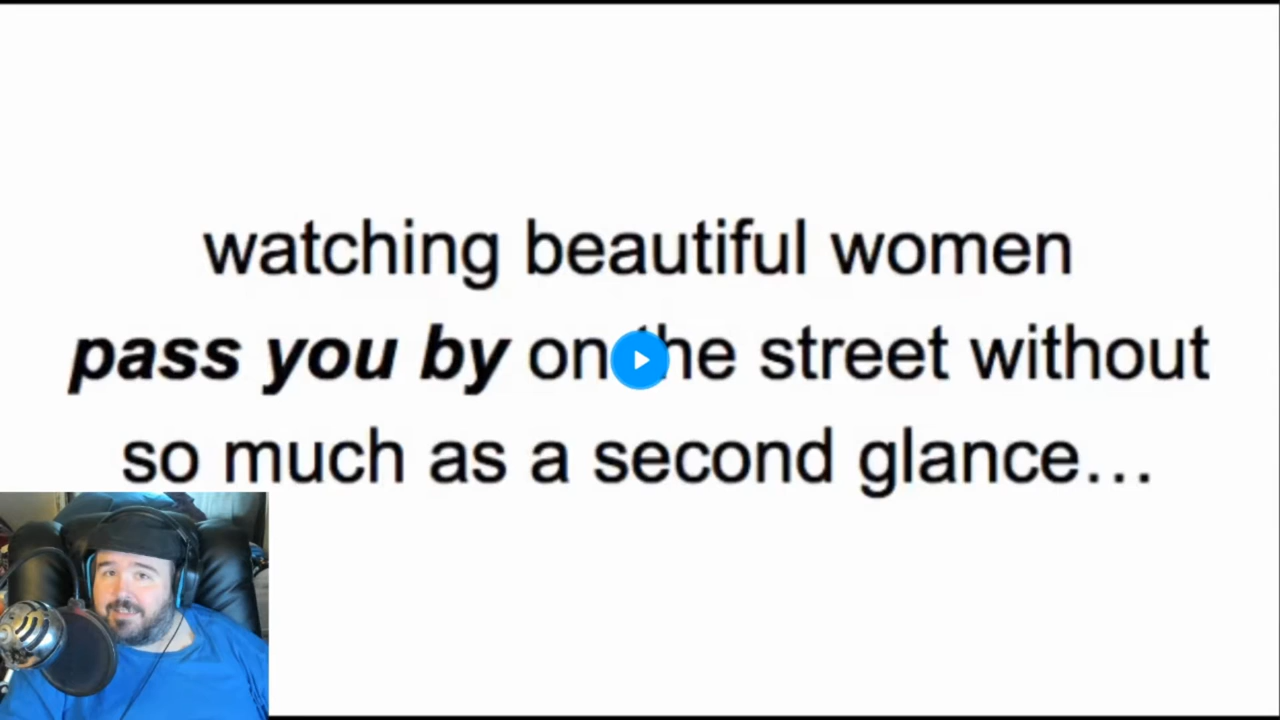 watching beautiful women
pass you by on the street without
so much as a second glance…